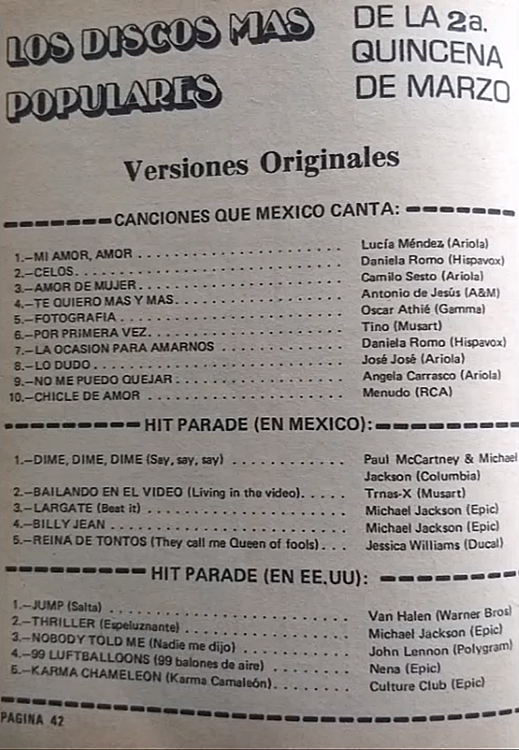 LOS DISCOS MAS
POPULARES
DE LA 2a.
QUINCENA
DE MARZO
Versiones Originales
CANCIONES QUE MEXICO CANTA:
1.—MI AMOR, AMOR . . . . . . . . . . . . . . . . . . . . Lucía Méndez (Ariola)
2.—CELOS. . . . . . . . . . . . . . . . . . . . . . . . . . Daniela Romo (Hispavox)
3.—AMOR DE MUJER. . . . . . . . . . . . . . . . . . . . Camilo Sesto (Ariola)
4.—TE QUIERO MAS Y MAS. . . . . . . . . . . . . . . . Antonio de Jesús (A&M)
5.—FOTOGRAFIA . . . . . . . . . . . . . . . . . . . . . . Oscar Athié (Gamma)
6.—POR PRIMERA VEZ. . . . . . . . . . . . . . . . . . . Tino (Musart)
7.—LA OCASION PARA AMARNOS . . . . . . . . . . . . Daniela Romo (Hispavox)
8.—LO DUDO . . . . . . . . . . . . . . . . . . . . . . . . José José (Ariola)
9.—NO ME PUEDO QUEJAR . . . . . . . . . . . . . . . . Angela Carrasco (Ariola)
10.—CHICLE DE AMOR . . . . . . . . . . . . . . . . . . . Menudo (RCA)
HIT PARADE (EN MEXICO):
1.—DIME, DIME, DIME (Say, say, say) . . . . . . . . . . . Paul McCartney & Michael
Jackson (Columbia)
2.—BAILANDO EN EL VIDEO (Living in the video). . . . . Trnas-X (Musart)
3.—LARGATE (Beat it) . . . . . . . . . . . . . . . . . . . Michael Jackson (Epic)
4.—BILLY JEAN . . . . . . . . . . . . . . . . . . . . . . . Michael Jackson (Epic)
5.—REINA DE TONTOS (They call me Queen of fools). . . Jessica Williams (Ducal)
HIT PARADE (EN EE.UU):
1.—JUMP (Salta) . . . . . . . . . . . . . . . . . . . . . . Van Halen (Warner Bros)
2.—THRILLER (Espeluznante) . . . . . . . . . . . . . . . Michael Jackson (Epic)
3.—NOBODY TOLD ME (Nadie me dijo) . . . . . . . . . . John Lennon (Polygram)
4.—99 LUFTBALLOONS (99 balones de aire) . . . . . . . . Nena (Epic)
5.—KARMA CHAMELEON (Karma Camaleón). . . . . . . . Culture Club (Epic)
PAGINA 42